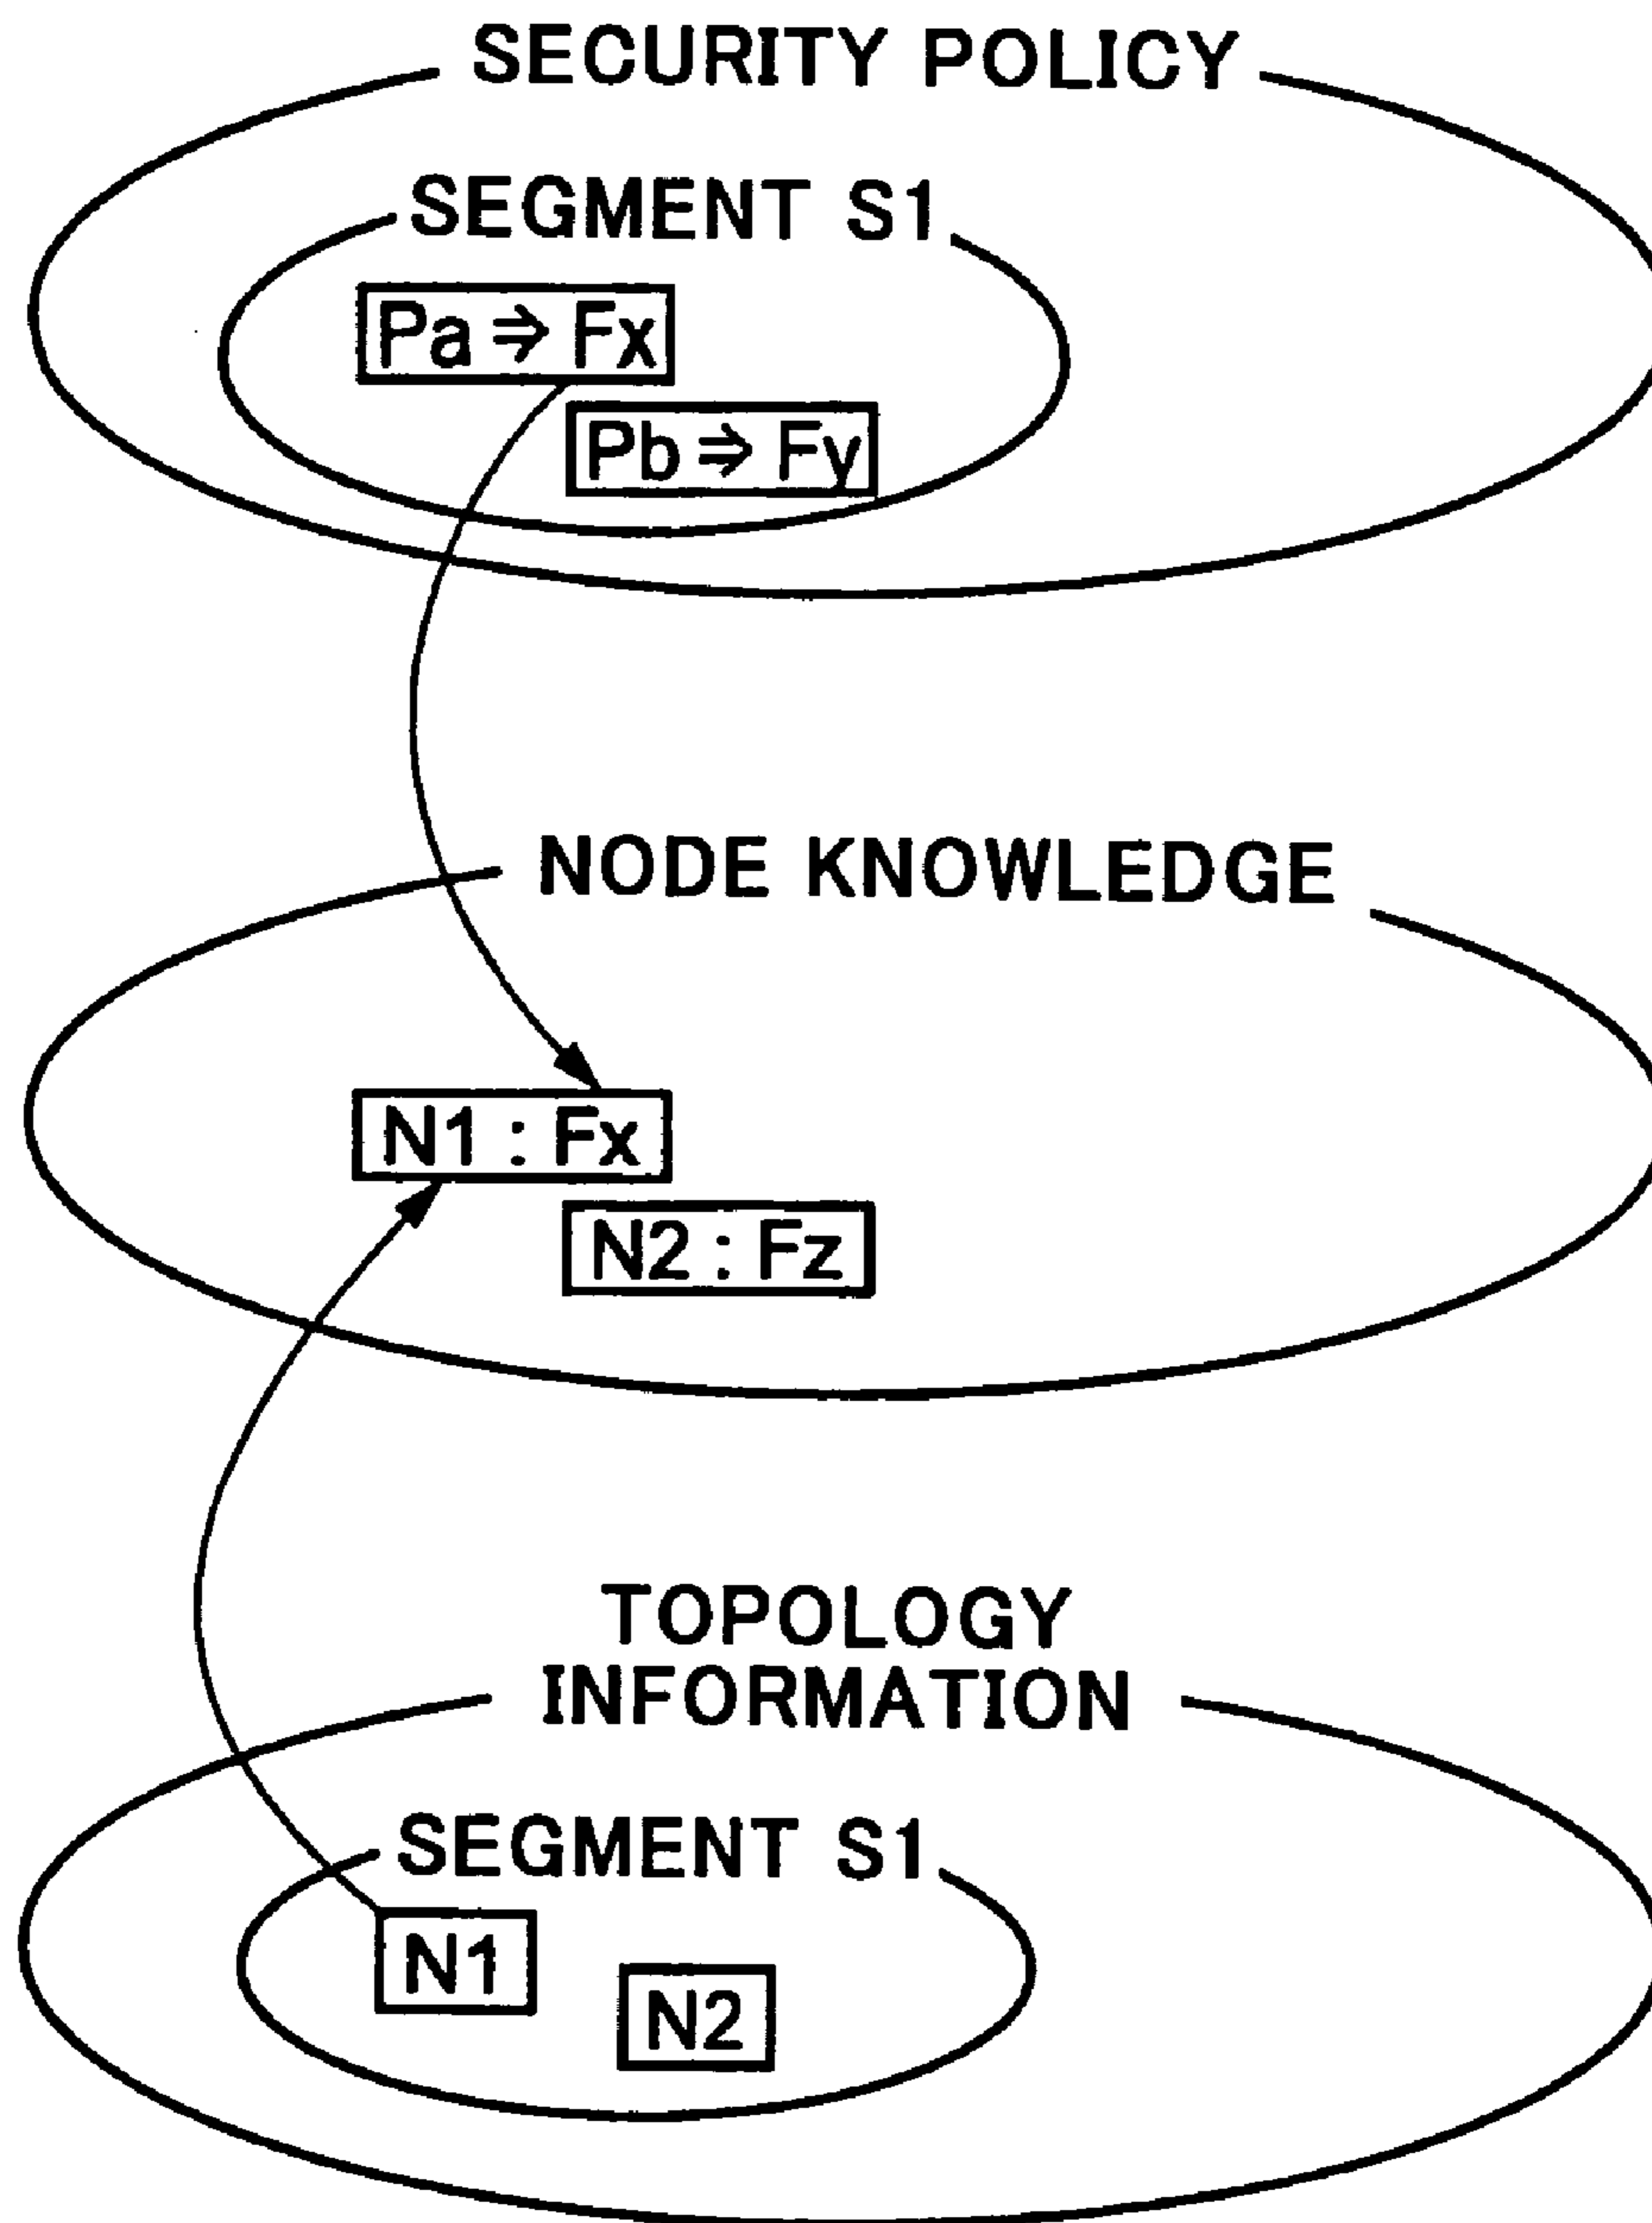 SECURITY POLICY
SEGMENT S1
Pa ⇒ Fx
Pb ⇒ Fy
NODE KNOWLEDGE
N1 : Fx
N2 : Fz
TOPOLOGY
INFORMATION
SEGMENT S1
N1
N2